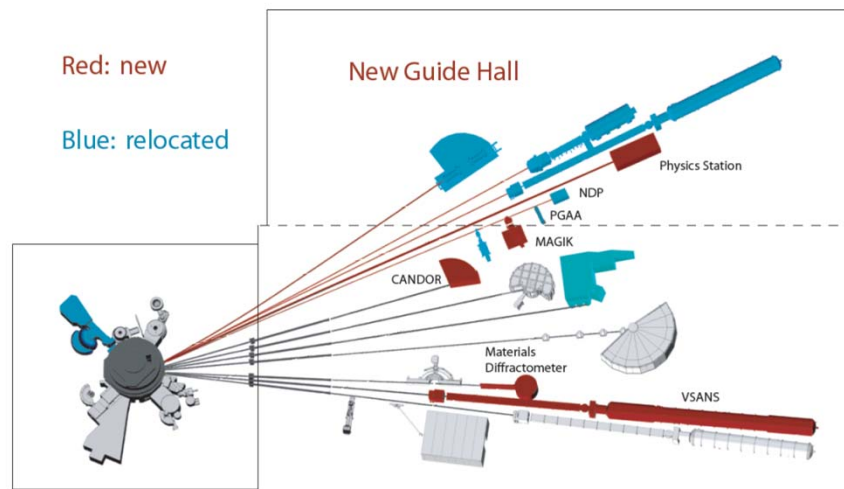 Red: new
New Guide Hall
Blue: relocated
Physics Station
NDP
PGAA
MAGIK
CANDOR
Materials
Diffractometer
VSANS